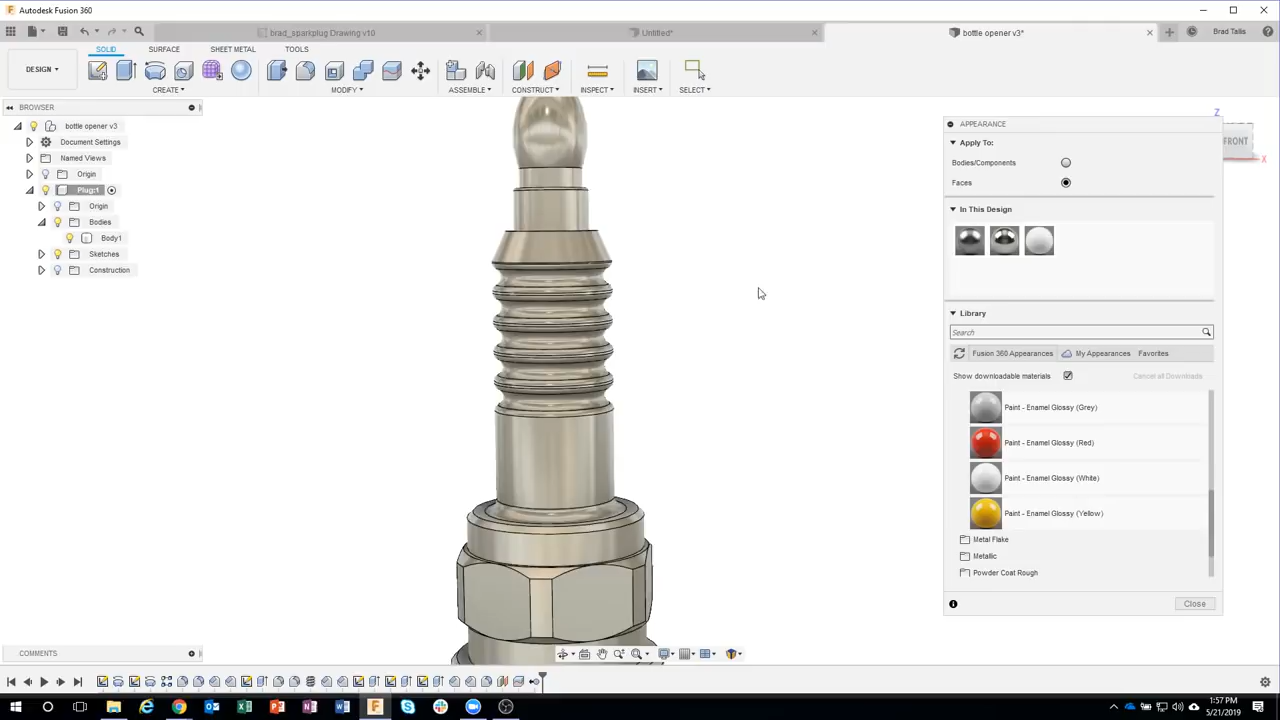 Autodesk Fusion 360
brad_sparkplug Drawing v10
Untitled*
bottle opener v3*
Brad Tallis
SOLID
SURFACE
SHEET METAL
TOOLS
DESIGN
CREATE
MODIFY
ASSEMBLE
CONSTRUCT
INSPECT
INSERT
SELECT
BROWSER
bottle opener v3
Document Settings
Named Views
Origin
Plug:1
Origin
Bodies
Body1
Sketches
Construction
Z
FRONT
X
APPEARANCE
Apply To:
Bodies/Components
Faces
In This Design
Library
Search
Fusion 360 Appearances
My Appearances
Favorites
Show downloadable materials
Cancel all Downloads
Paint - Enamel Glossy (Grey)
Paint - Enamel Glossy (Red)
Paint - Enamel Glossy (White)
Paint - Enamel Glossy (Yellow)
Metal Flake
Metallic
Powder Coat Rough
Close
COMMENTS
1:57 PM
5/21/2019